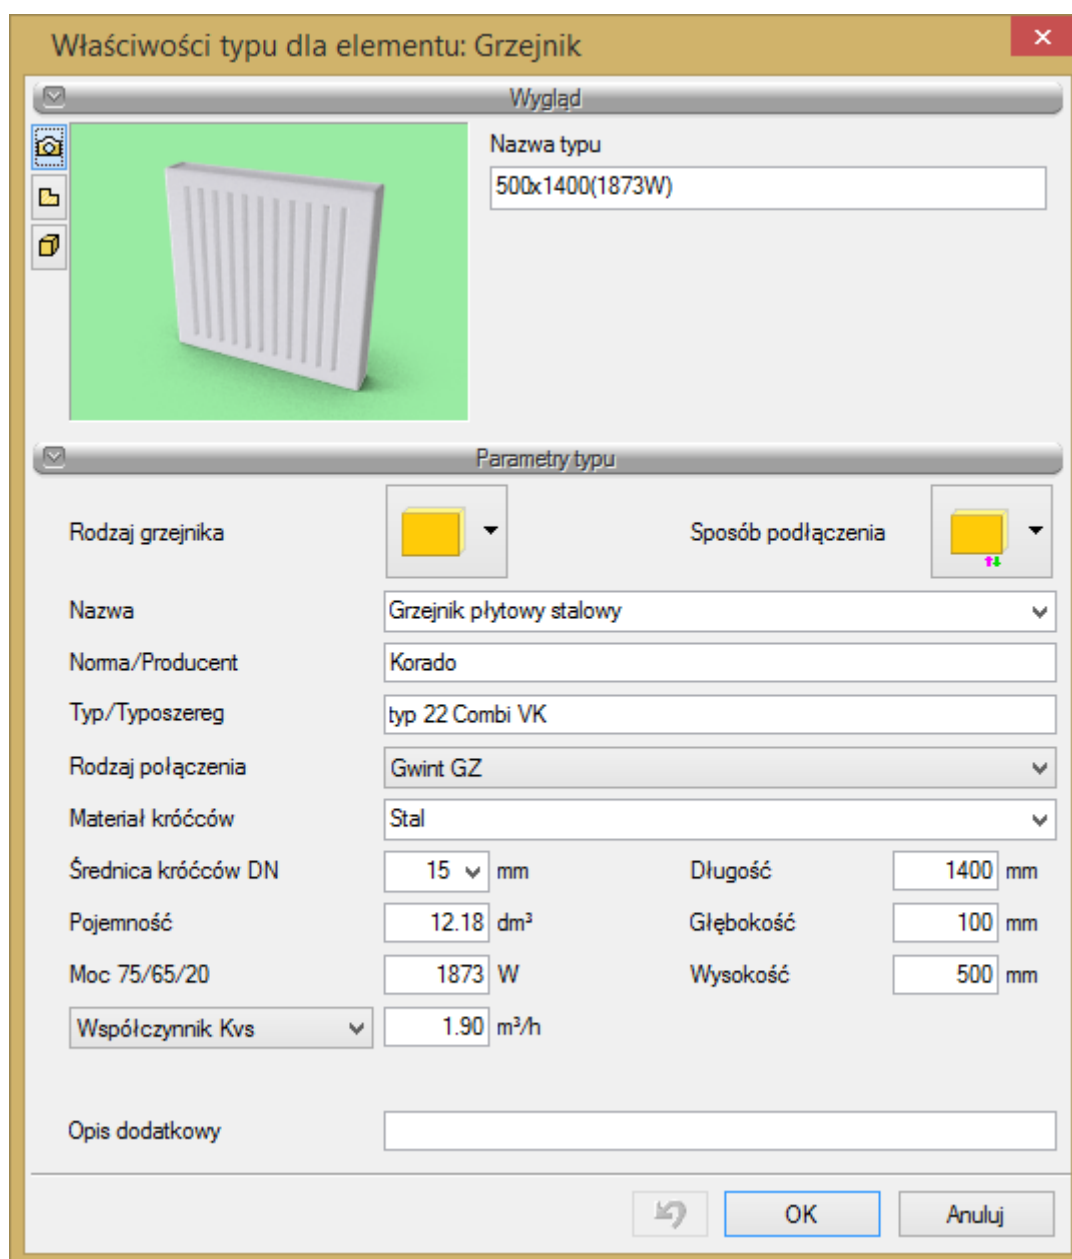 Właściwości typu dla elementu: Grzejnik
Wygląd
Nazwa typu
500x1400(1873W)
Parametry typu
Rodzaj grzejnika
Sposób podłączenia
Nazwa
Grzejnik płytowy stalowy
Norma/Producent
Korado
Typ/Typoszereg
typ 22 Combi VK
Rodzaj połączenia
Gwint GZ
Materiał króćców
Stal
Średnica króćców DN
15 mm
Długość
1400 mm
Pojemność
12.18 dm³
Głębokość
100 mm
Moc 75/65/20
1873 W
Wysokość
500 mm
Współczynnik Kvs
1.90 m³/h
Opis dodatkowy
OK
Anuluj